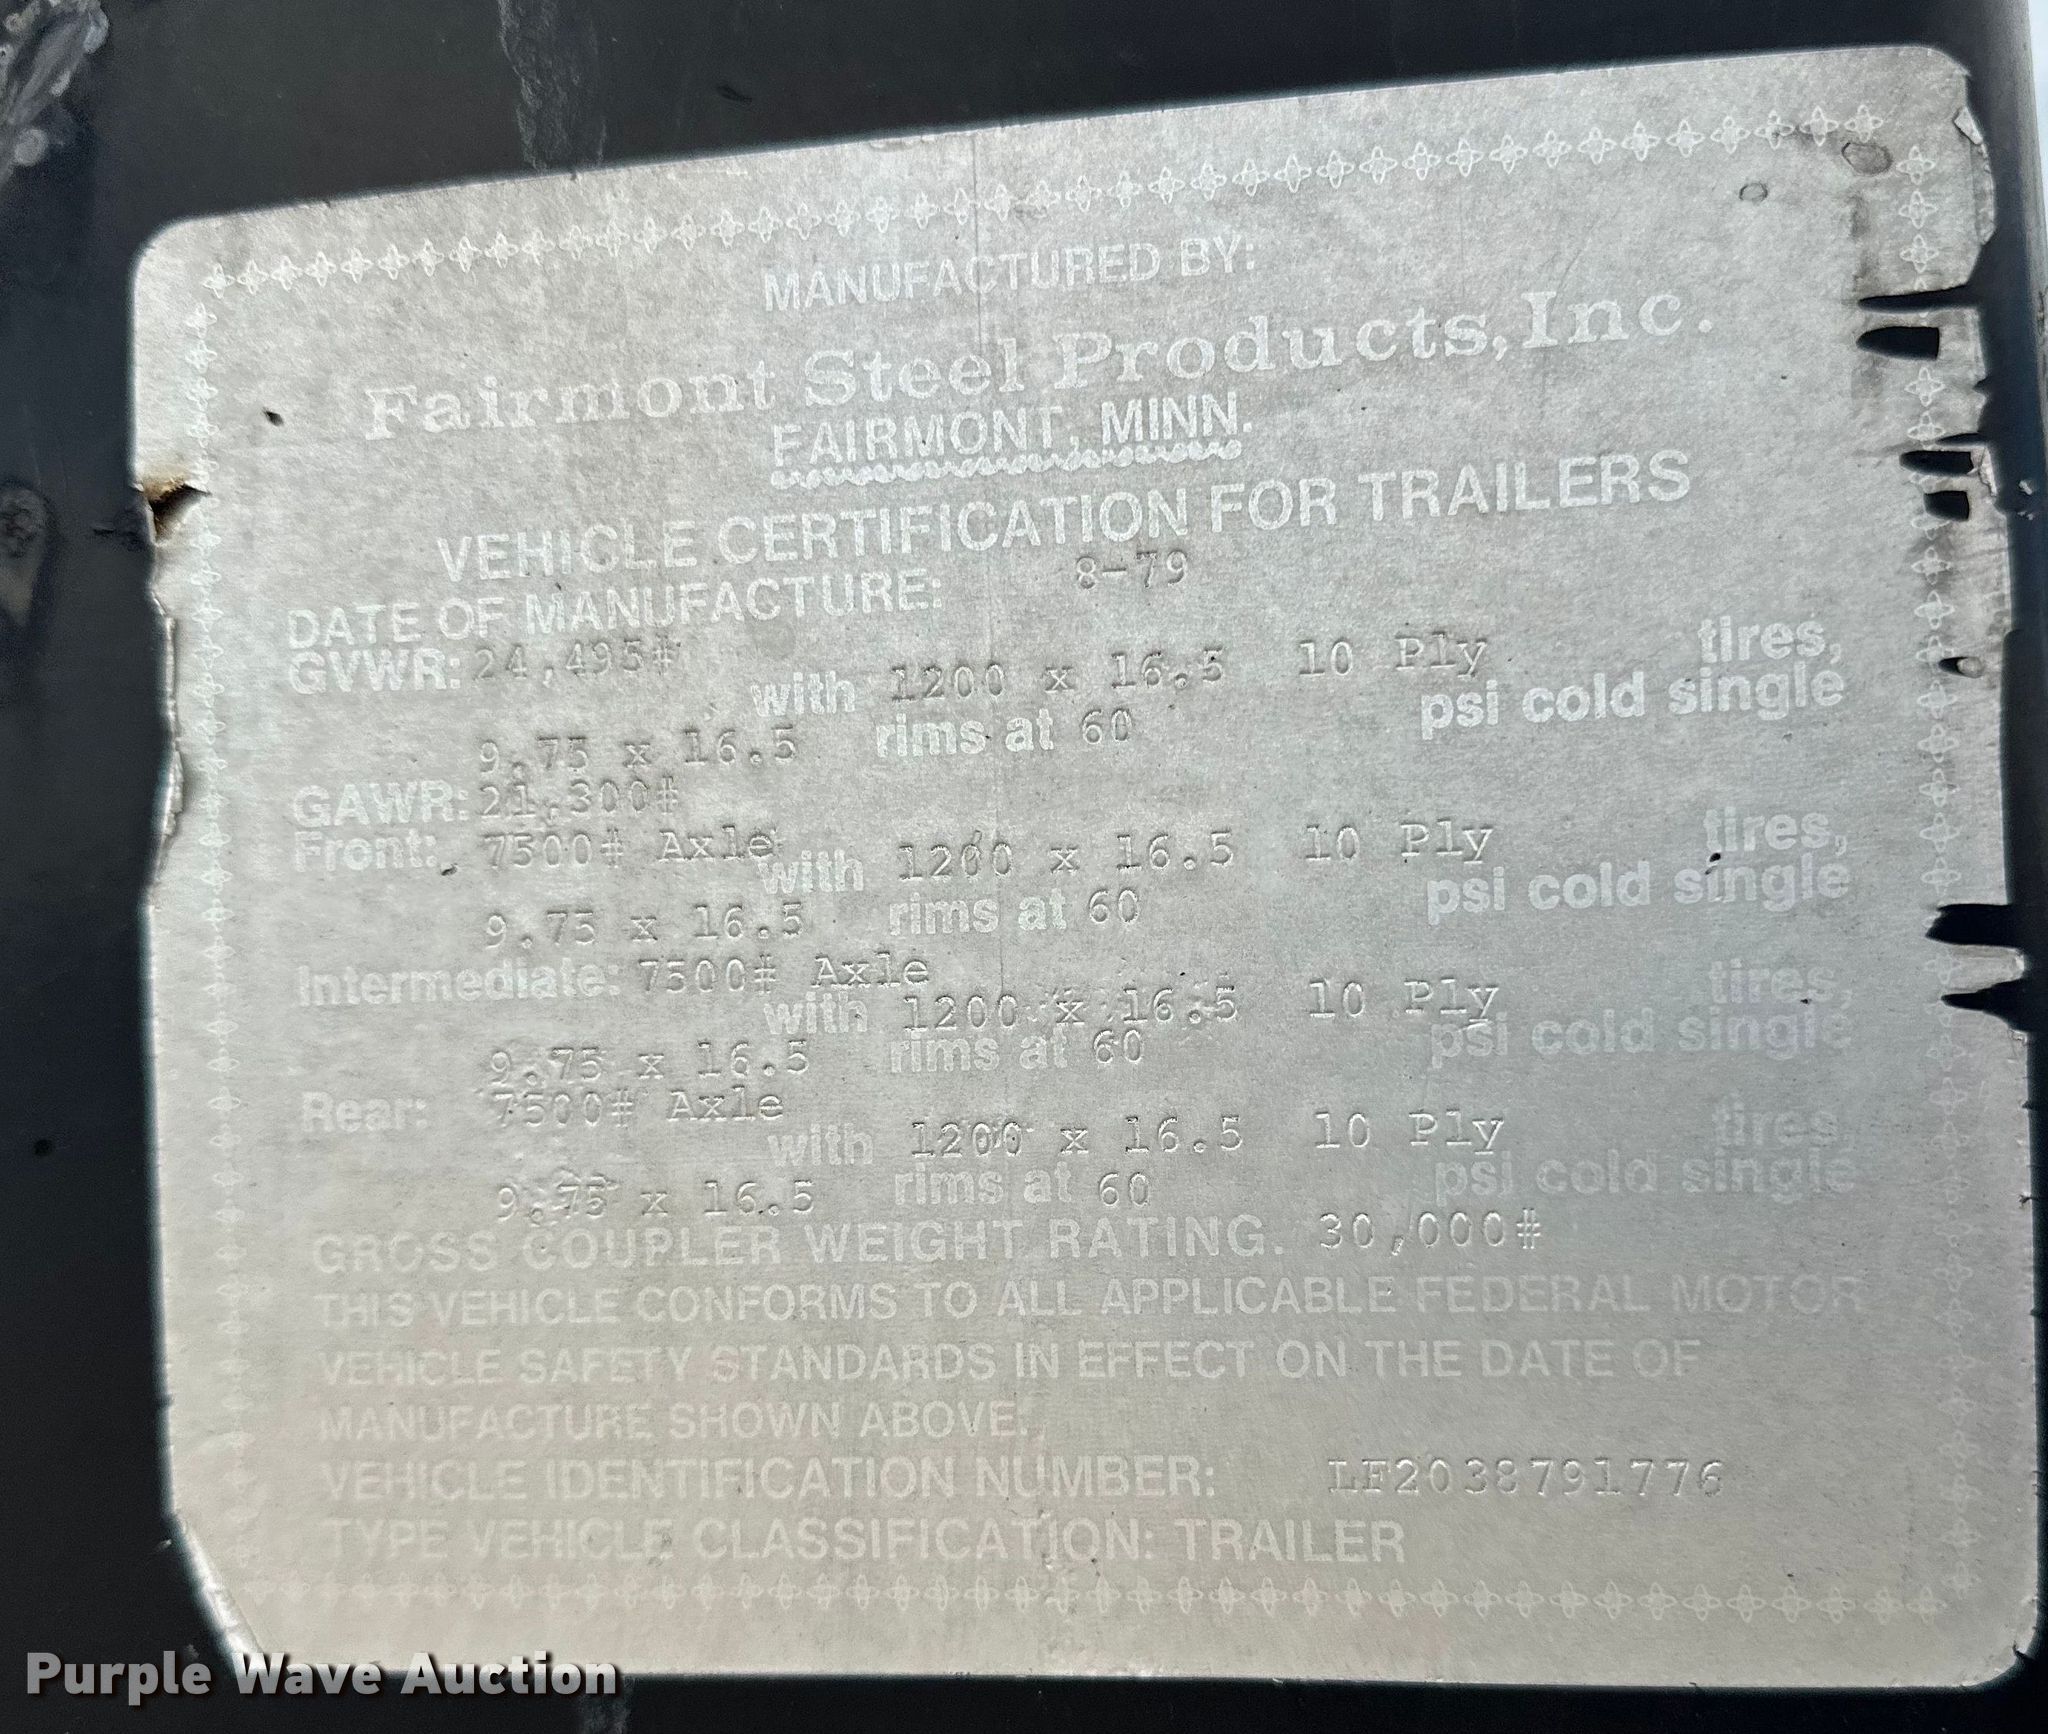 MANUFACTURED BY:
Fairmont Steel Products, Inc.
FAIRMONT, MINN.
VEHICLE CERTIFICATION FOR TRAILERS
DATE OF MANUFACTURE: 8-79
GVWR: 24,495# with 1200 x 16.5 10 Ply tires,
9.75 x 16.5 rims at 60 psi cold single
GAWR: 21,300#
Front: 7500# Axle with 1200 x 16.5 10 Ply tires,
9.75 x 16.5 rims at 60 psi cold single
Intermediate: 7500# Axle with 1200 x 16.5 10 Ply tires,
9.75 x 16.5 rims at 60 psi cold single
Rear: 7500# Axle with 1200 x 16.5 10 Ply tires
9.75 x 16.5 rims at 60 psi cold single
GROSS COUPLER WEIGHT RATING. 30,000#
THIS VEHICLE CONFORMS TO ALL APPLICABLE FEDERAL MOTOR
VEHICLE SAFETY STANDARDS IN EFFECT ON THE DATE OF
MANUFACTURE SHOWN ABOVE.
VEHICLE IDENTIFICATION NUMBER: LF2038791776
TYPE VEHICLE CLASSIFICATION: TRAILER
Purple Wave Auction